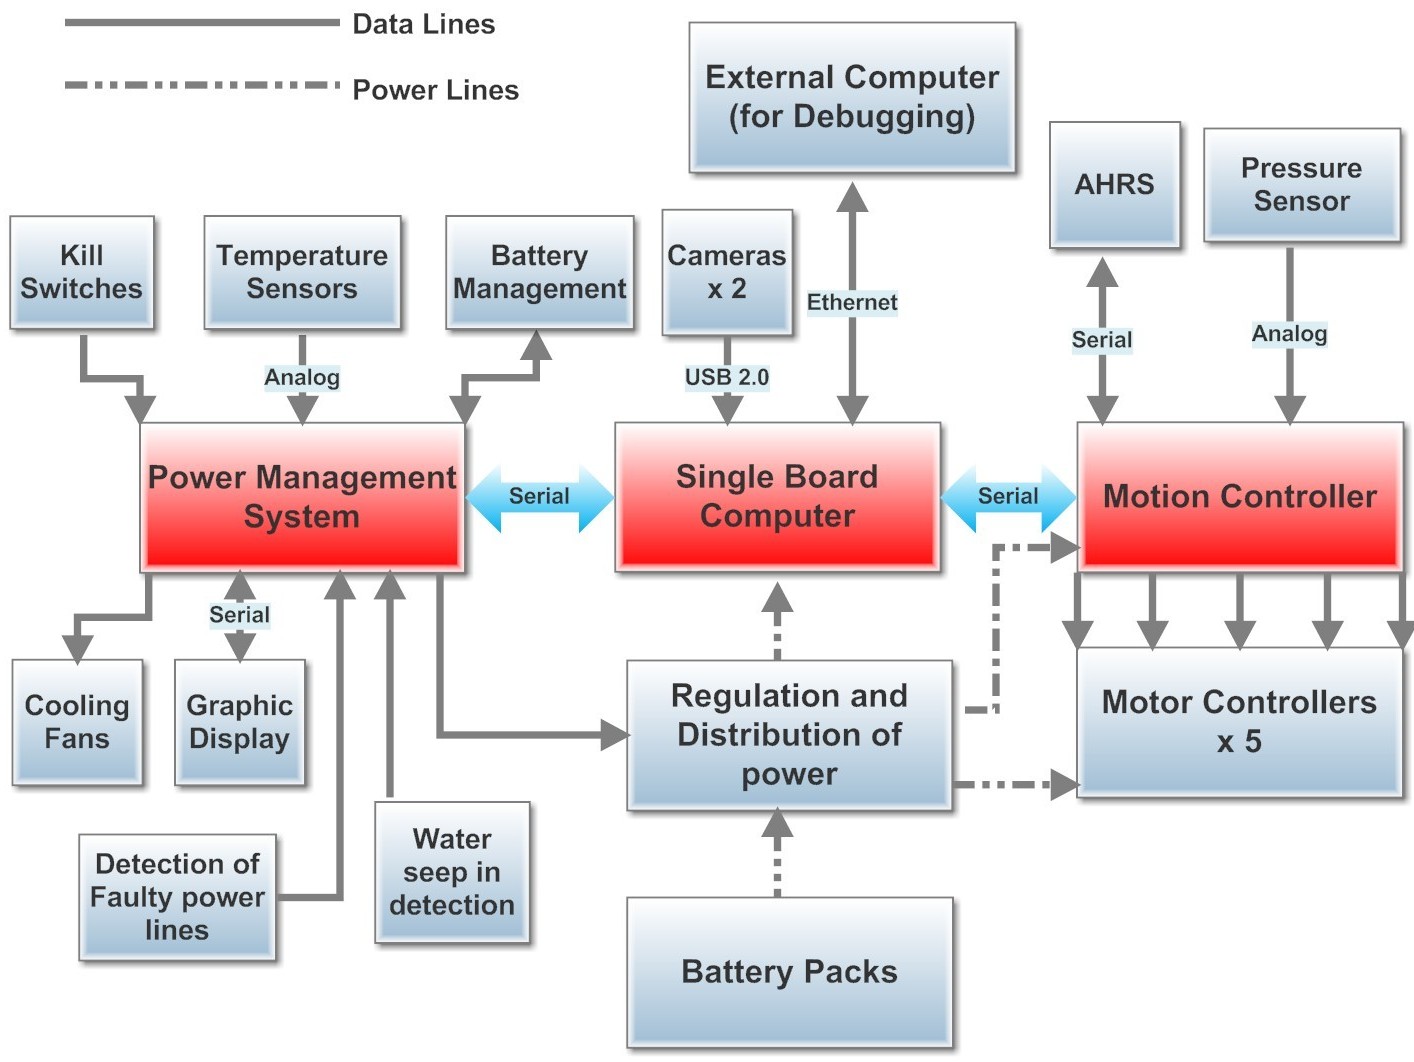 Data Lines
Power Lines
External Computer
(for Debugging)
AHRS
Pressure
Sensor
Kill
Switches
Temperature
Sensors
Battery
Management
Cameras
x 2
Ethernet
Serial
Analog
Analog
USB 2.0
Power Management
System
Serial
Single Board
Computer
Serial
Motion Controller
Serial
Cooling
Fans
Graphic
Display
Regulation and
Distribution of
power
Motor Controllers
x 5
Detection of
Faulty power
lines
Water
seep in
detection
Battery Packs